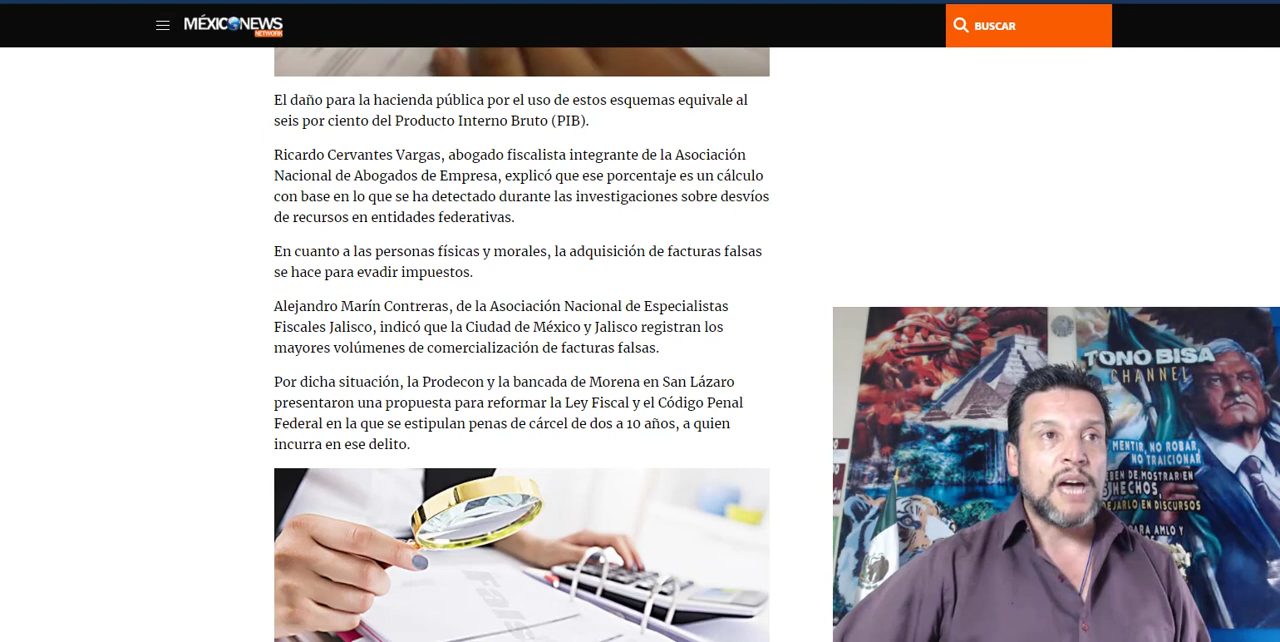 MÉXICO NEWS
NETWORK
BUSCAR
El daño para la hacienda pública por el uso de estos esquemas equivale al
seis por ciento del Producto Interno Bruto (PIB).
Ricardo Cervantes Vargas, abogado fiscalista integrante de la Asociación
Nacional de Abogados de Empresa, explicó que ese porcentaje es un cálculo
con base en lo que se ha detectado durante las investigaciones sobre desvíos
de recursos en entidades federativas.
En cuanto a las personas físicas y morales, la adquisición de facturas falsas
se hace para evadir impuestos.
Alejandro Marín Contreras, de la Asociación Nacional de Especialistas
Fiscales Jalisco, indicó que la Ciudad de México y Jalisco registran los
mayores volúmenes de comercialización de facturas falsas.
Por dicha situación, la Prodecon y la bancada de Morena en San Lázaro
presentaron una propuesta para reformar la Ley Fiscal y el Código Penal
Federal en la que se estipulan penas de cárcel de dos a 10 años, a quien
incurra en ese delito.
TONO BISA
CHANNEL
MENTIR, NO ROBAR,
NO TRAICIONAR
DE MOSTRAR EN
HECHOS,
EN DISCURSOS
PARA AMLO Y